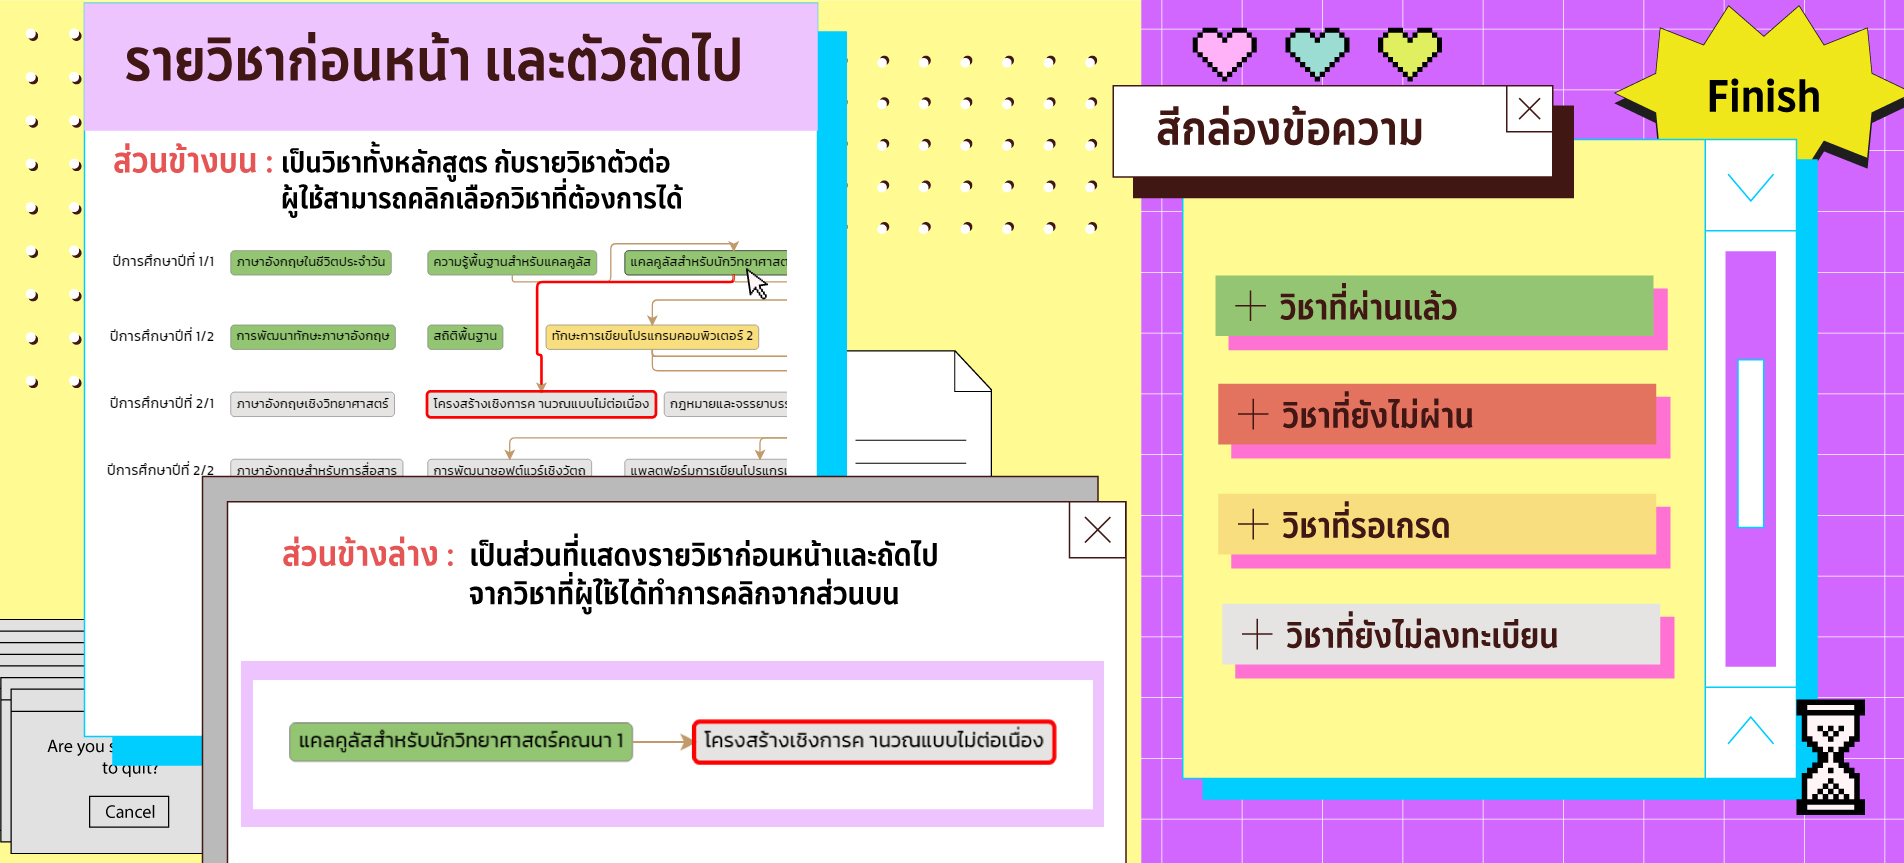 รายวิชาก่อนหน้า และตัวถัดไป
ส่วนข้างบน : เป็นวิชาทั้งหลักสูตร กับรายวิชาตัวต่อ
ผู้ใช้สามารถคลิกเลือกวิชาที่ต้องการได้
ปีการศึกษาปีที่ 1/1 ภาษาอังกฤษในชีวิตประจำวัน ความรู้พื้นฐานสำหรับแคลคูลัส แคลคูลัสสำหรับนักวิทยาศาสต
ปีการศึกษาปีที่ 1/2 การพัฒนาทักษะภาษาอังกฤษ สถิติพื้นฐาน ทักษะการเขียนโปรแกรมคอมพิวเตอร์ 2
ปีการศึกษาปีที่ 2/1 ภาษาอังกฤษเชิงวิทยาศาสตร์ โครงสร้างเชิงการค านวณแบบไม่ต่อเนื่อง กฎหมายและจรรยาบรร
ปีการศึกษาปีที่ 2/2 ภาษาอังกฤษสำหรับการสื่อสาร การพัฒนาซอฟต์แวร์เชิงวัตถุ แพลตฟอร์มการเขียนโปรแกรม
ส่วนข้างล่าง : เป็นส่วนที่แสดงรายวิชาก่อนหน้าและถัดไป
จากวิชาที่ผู้ใช้ได้ทำการคลิกจากส่วนบน
แคลคูลัสสำหรับนักวิทยาศาสตร์คณนา 1 โครงสร้างเชิงการค านวณแบบไม่ต่อเนื่อง
Are you s
to quit?
Cancel
สีกล่องข้อความ
Finish
วิชาที่ผ่านแล้ว
วิชาที่ยังไม่ผ่าน
วิชาที่รอเกรด
วิชาที่ยังไม่ลงทะเบียน